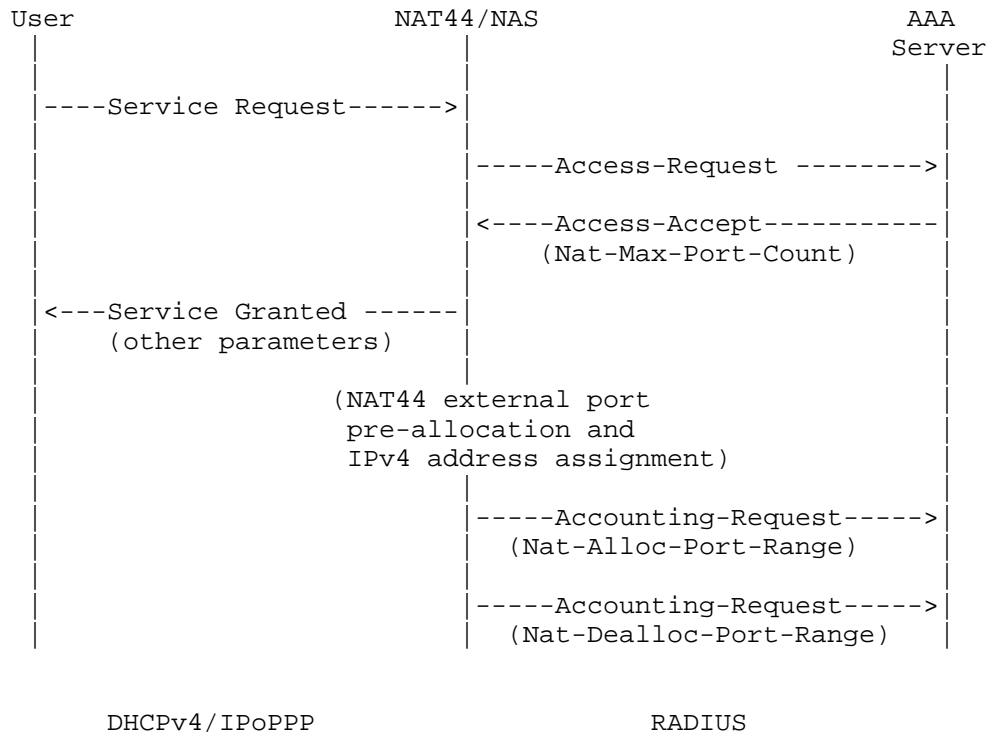 User NAT44/NAS AAA
Server
----Service Request------>
-----Access-Request -------->
<----Access-Accept-----------
(Nat-Max-Port-Count)
<---Service Granted ------
(other parameters)
(NAT44 external port
pre-allocation and
IPv4 address assignment)
-----Accounting-Request----->
(Nat-Alloc-Port-Range)
-----Accounting-Request----->
(Nat-Dealloc-Port-Range)
DHCPv4/IPoPPP RADIUS